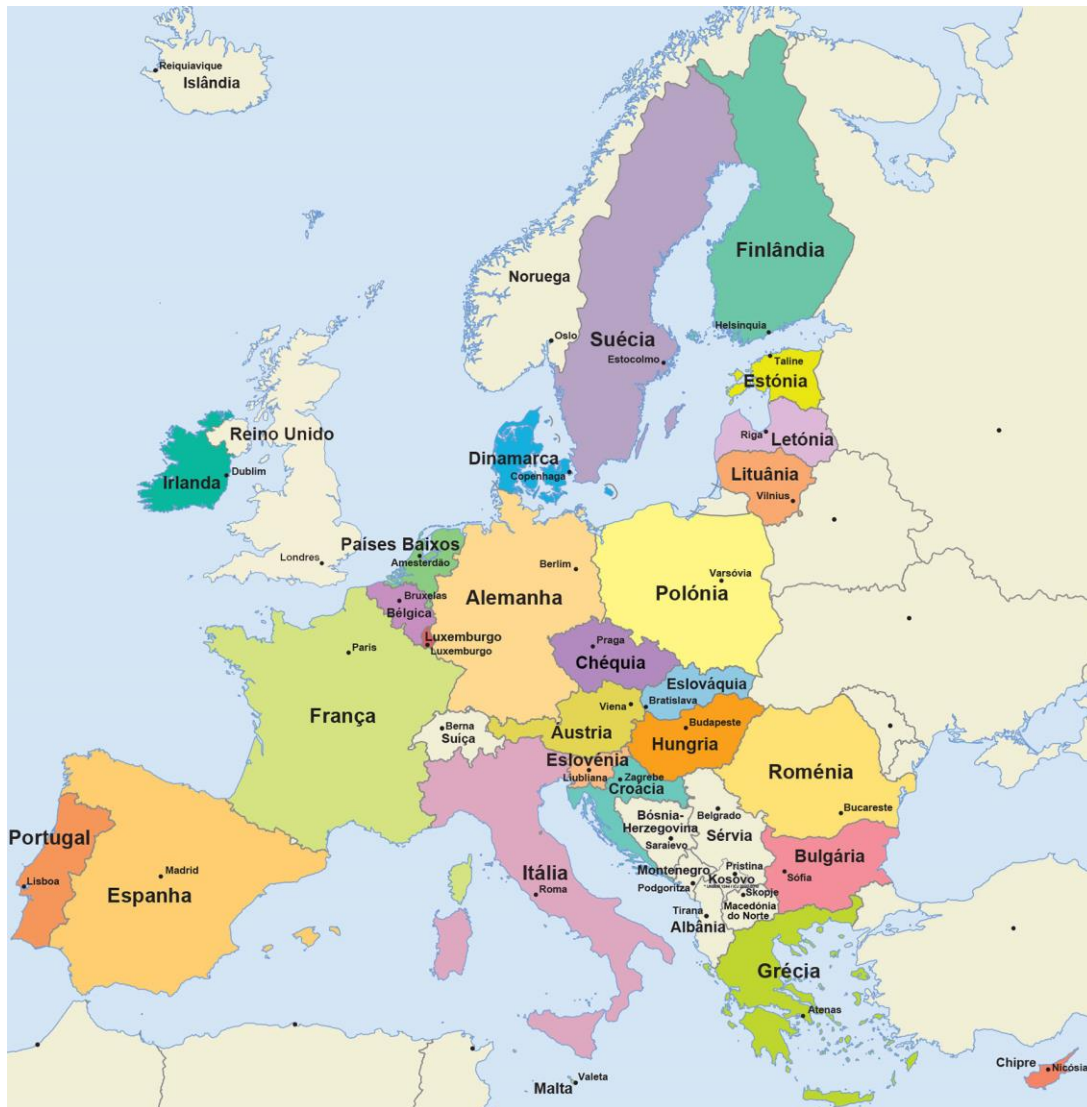 Reiquiavique
Islândia
Finlândia
Noruega
Helsínquia
Oslo
Suécia
Estocolmo
Taline
Estónia
Reino Unido
Riga
Letónia
Dinamarca
Copenhaga
Dublim
Irlanda
Lituânia
Vilnius
Países Baixos
Amesterdão
Londres
Berlim
Varsóvia
Alemanha
Polónia
Bruxelas
Bélgica
Luxemburgo
Luxemburgo
Paris
Praga
Chéquia
Eslováquia
Bratislava
Viena
França
Berna
Suíça
Áustria
Budapeste
Hungria
Eslovénia
Liubliana
Zagrebe
Croácia
Roménia
Bucareste
Bósnia-
Herzegovina
Saraievo
Belgrado
Sérvia
Portugal
Lisboa
Madrid
Espanha
Itália
Roma
Montenegro
Podgoritza
Pristina
Kosovo
Bulgária
Sófia
Skopje
Macedónia
do Norte
Tirana
Albânia
Grécia
Atenas
Chipre
Nicósia
Valeta
Malta